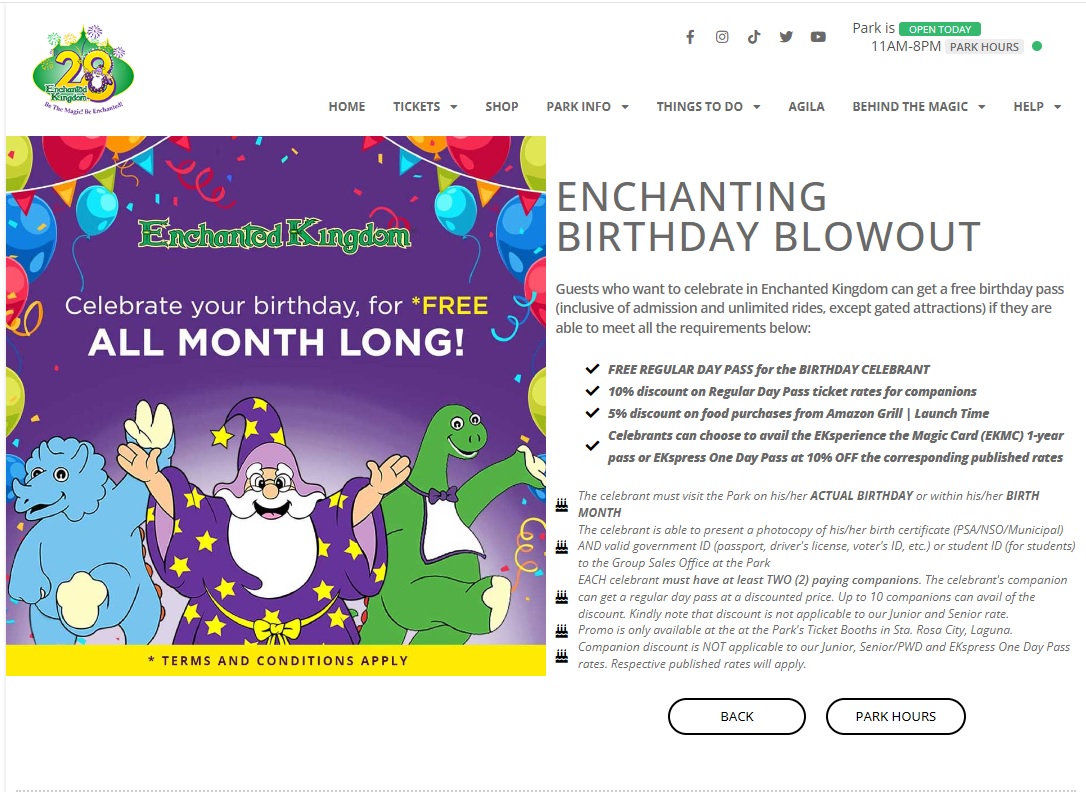 28
Enchanted
Kingdom
Be The Magic! Be Enchanted!
Park is OPEN TODAY
11AM-8PM PARK HOURS
HOME TICKETS SHOP PARK INFO THINGS TO DO AGILA BEHIND THE MAGIC HELP
Enchanted Kingdom
Celebrate your birthday, for *FREE
ALL MONTH LONG!
* TERMS AND CONDITIONS APPLY
ENCHANTING
BIRTHDAY BLOWOUT
Guests who want to celebrate in Enchanted Kingdom can get a free birthday pass
(inclusive of admission and unlimited rides, except gated attractions) if they are
able to meet all the requirements below:
FREE REGULAR DAY PASS for the BIRTHDAY CELEBRANT
10% discount on Regular Day Pass ticket rates for companions
5% discount on food purchases from Amazon Grill | Launch Time
Celebrants can choose to avail the EKsperience the Magic Card (EKMC) 1-year
pass or EKspress One Day Pass at 10% OFF the corresponding published rates
The celebrant must visit the Park on his/her ACTUAL BIRTHDAY or within his/her BIRTH
MONTH
The celebrant is able to present a photocopy of his/her birth certificate (PSA/NSO/Municipal)
AND valid government ID (passport, driver's license, voter's ID, etc.) or student ID (for students)
to the Group Sales Office at the Park
EACH celebrant must have at least TWO (2) paying companions. The celebrant's companion
can get a regular day pass at a discounted price. Up to 10 companions can avail of the
discount. Kindly note that discount is not applicable to our Junior and Senior rate.
Promo is only available at the at the Park's Ticket Booths in Sta. Rosa City, Laguna.
Companion discount is NOT applicable to our Junior, Senior/PWD and EKspress One Day Pass
rates. Respective published rates will apply.
BACK PARK HOURS